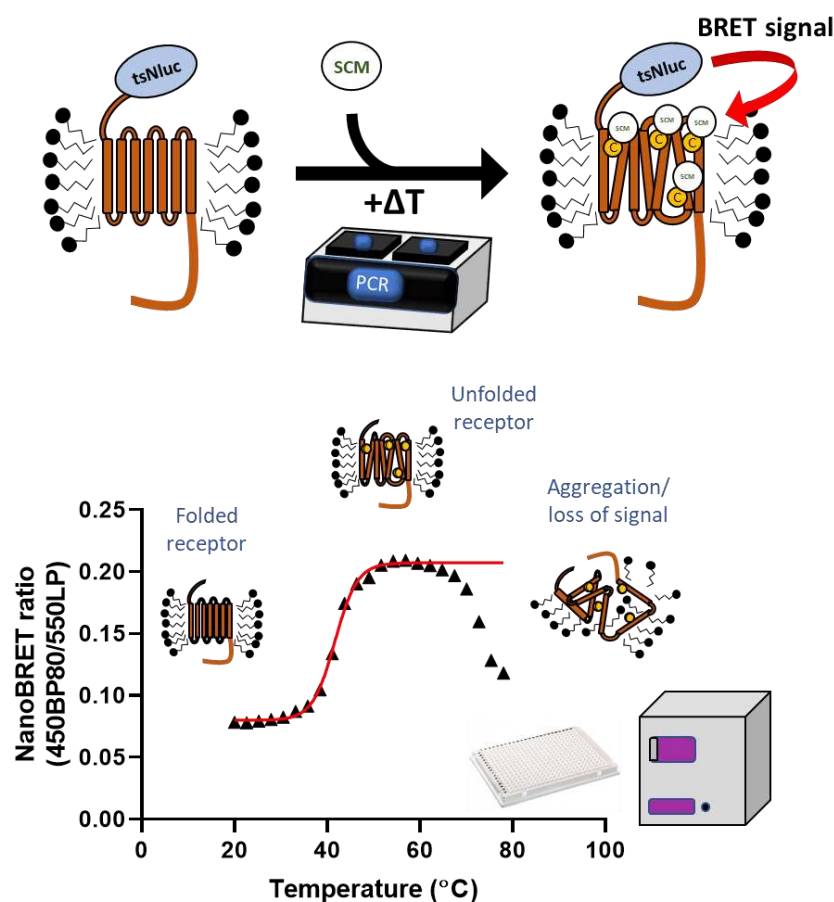 BRET signal
tsNluc
SCM
tsNluc
SCM
SCM
SCM
C
C
C
SCM
C
+ΔT
PCR
Unfolded
receptor
Folded
receptor
Aggregation/
loss of signal
NanoBRET ratio
(450BP80/550LP)
0.25
0.20
0.15
0.10
0.05
0.00
0
20
40
60
80
100
Temperature (°C)